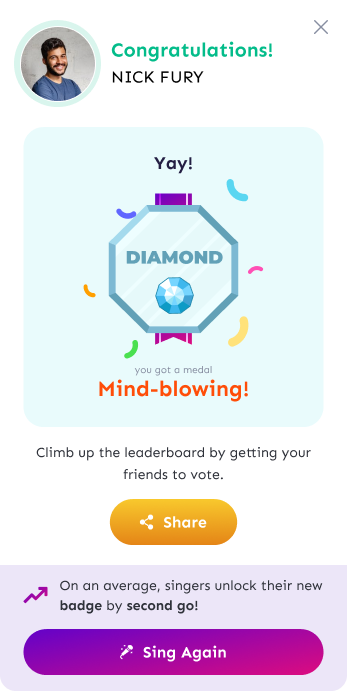 Congratulations!
NICK FURY
Yay!
DIAMOND
you got a medal
Mind-blowing!
Climb up the leaderboard by getting your
friends to vote.
Share
On an average, singers unlock their new
badge by second go!
Sing Again